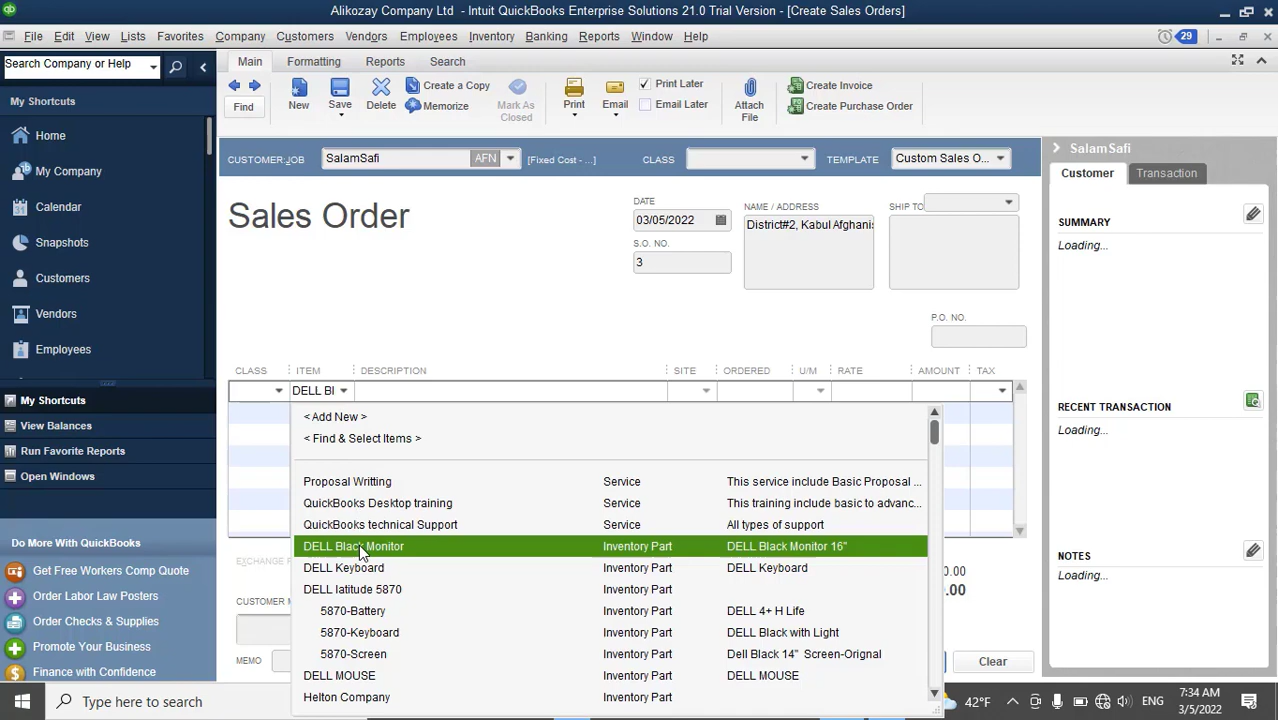 Alikozay Company Ltd - Intuit QuickBooks Enterprise Solutions 21.0 Trial Version - [Create Sales Orders]
File Edit View Lists Favorites Company Customers Vendors Employees Inventory Banking Reports Window Help 29
Search Company or Help
Main Formatting Reports Search
My Shortcuts
Home
My Company
Calendar
Snapshots
Customers
Vendors
Employees
My Shortcuts
View Balances
Run Favorite Reports
Open Windows
Do More With QuickBooks
Get Free Workers Comp Quote
Order Labor Law Posters
Order Checks & Supplies
Promote Your Business
Finance with Confidence
Find
New
Save
Delete
Create a Copy
Memorize
Mark As
Closed
Print
Email
Print Later
Email Later
Attach
File
Create Invoice
Create Purchase Order
CUSTOMER:JOB SalamSafi AFN [Fixed Cost - ...] CLASS TEMPLATE Custom Sales O...
Sales Order
DATE
03/05/2022
S.O. NO.
3
NAME / ADDRESS
District#2, Kabul Afghanis
SHIP TO
P.O. NO.
CLASS ITEM DESCRIPTION SITE ORDERED U/M RATE AMOUNT TAX
DELL Bl
< Add New >
< Find & Select Items >
Proposal Writting Service This service include Basic Proposal ...
QuickBooks Desktop training Service This training include basic to advanc...
QuickBooks technical Support Service All types of support
DELL Black Monitor Inventory Part DELL Black Monitor 16"
DELL Keyboard Inventory Part DELL Keyboard
DELL latitude 5870 Inventory Part
5870-Battery Inventory Part DELL 4+ H Life
5870-Keyboard Inventory Part DELL Black with Light
5870-Screen Inventory Part Dell Black 14" Screen-Orignal
DELL MOUSE Inventory Part DELL MOUSE
Helton Company Inventory Part
EXCHANGE
CUSTOMER
MEMO
Clear
SalamSafi
Customer Transaction
SUMMARY
Loading...
RECENT TRANSACTION
Loading...
NOTES
Loading...
Type here to search
42°F
ENG
7:34 AM
3/5/2022